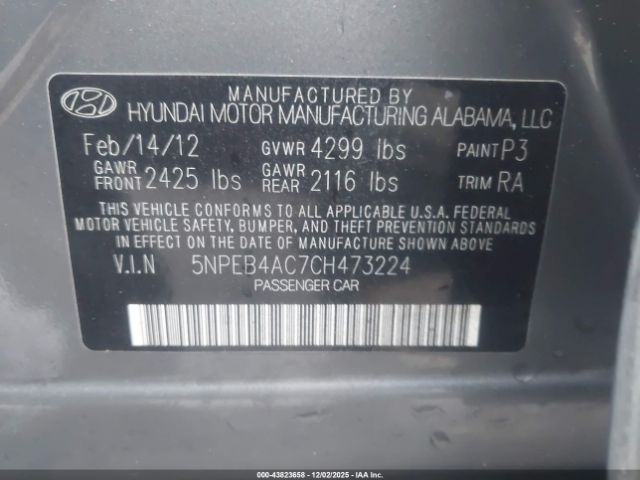 MANUFACTURED BY
HYUNDAI MOTOR MANUFACTURING ALABAMA, LLC
Feb/14/12 GVWR 4299 lbs PAINT P3
GAWR FRONT 2425 lbs GAWR REAR 2116 lbs TRIM RA
THIS VEHICLE CONFORMS TO ALL APPLICABLE U.S.A. FEDERAL
MOTOR VEHICLE SAFETY, BUMPER, AND THEFT PREVENTION
STANDARDS IN EFFECT ON THE DATE OF MANUFACTURE SHOWN ABOVE.
V.I.N 5NPEB4AC7CH473224
PASSENGER CAR
000-43823658 - 12/02/2025 - IAAI.COM